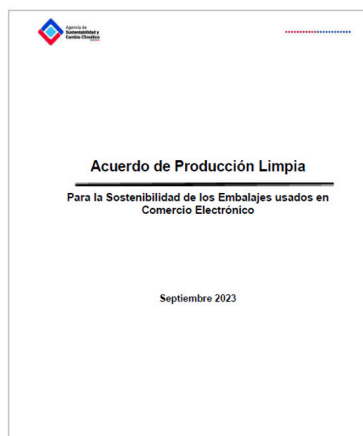 Agencia de
Sustentabilidad y
Cambio Climático
Acuerdo de Producción Limpia
Para la Sostenibilidad de los Embalajes usados en
Comercio Electrónico
Septiembre 2023